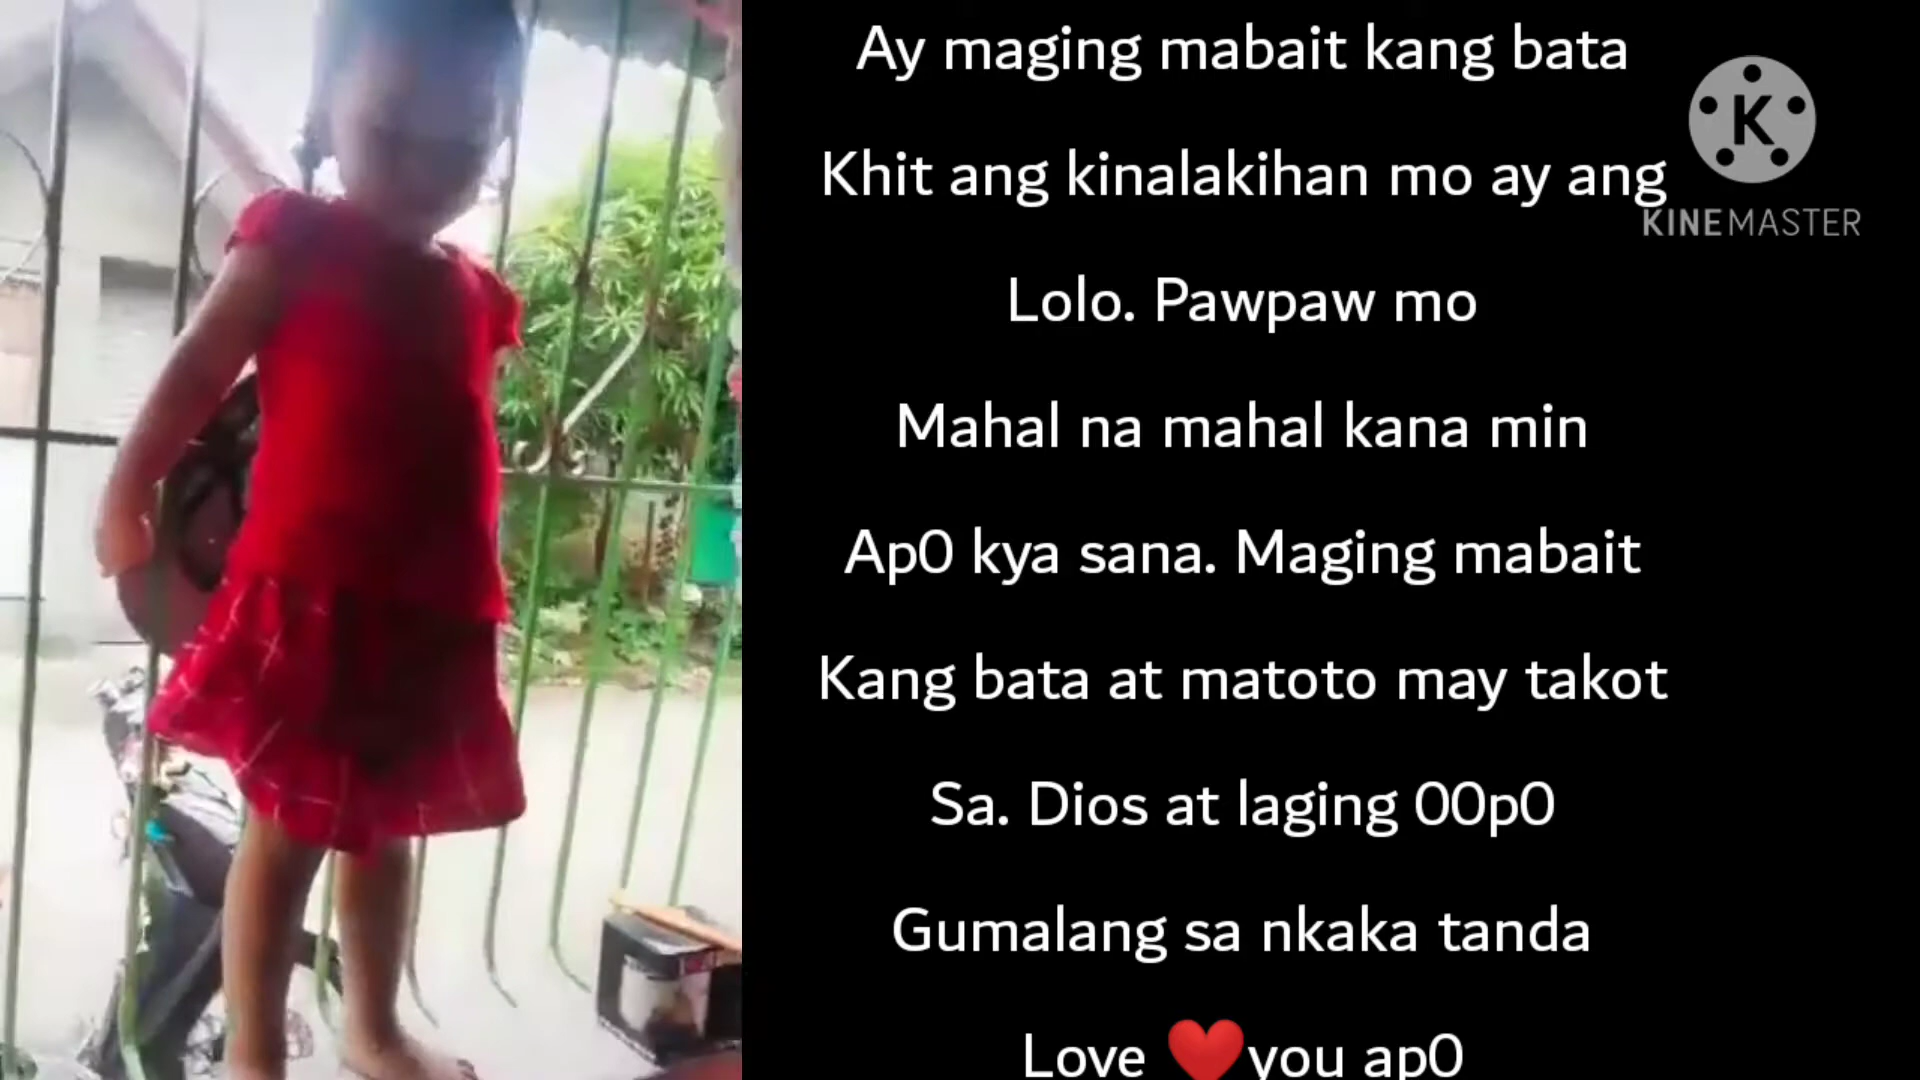 Ay maging mabait kang bata
Khit ang kinalakihan mo ay ang
Lolo. Pawpaw mo
Mahal na mahal kana min
Ap0 kya sana. Maging mabait
Kang bata at matoto may takot
Sa. Dios at laging 00p0
Gumalang sa nkaka tanda
Love ❤️you ap0
K
KINEMASTER